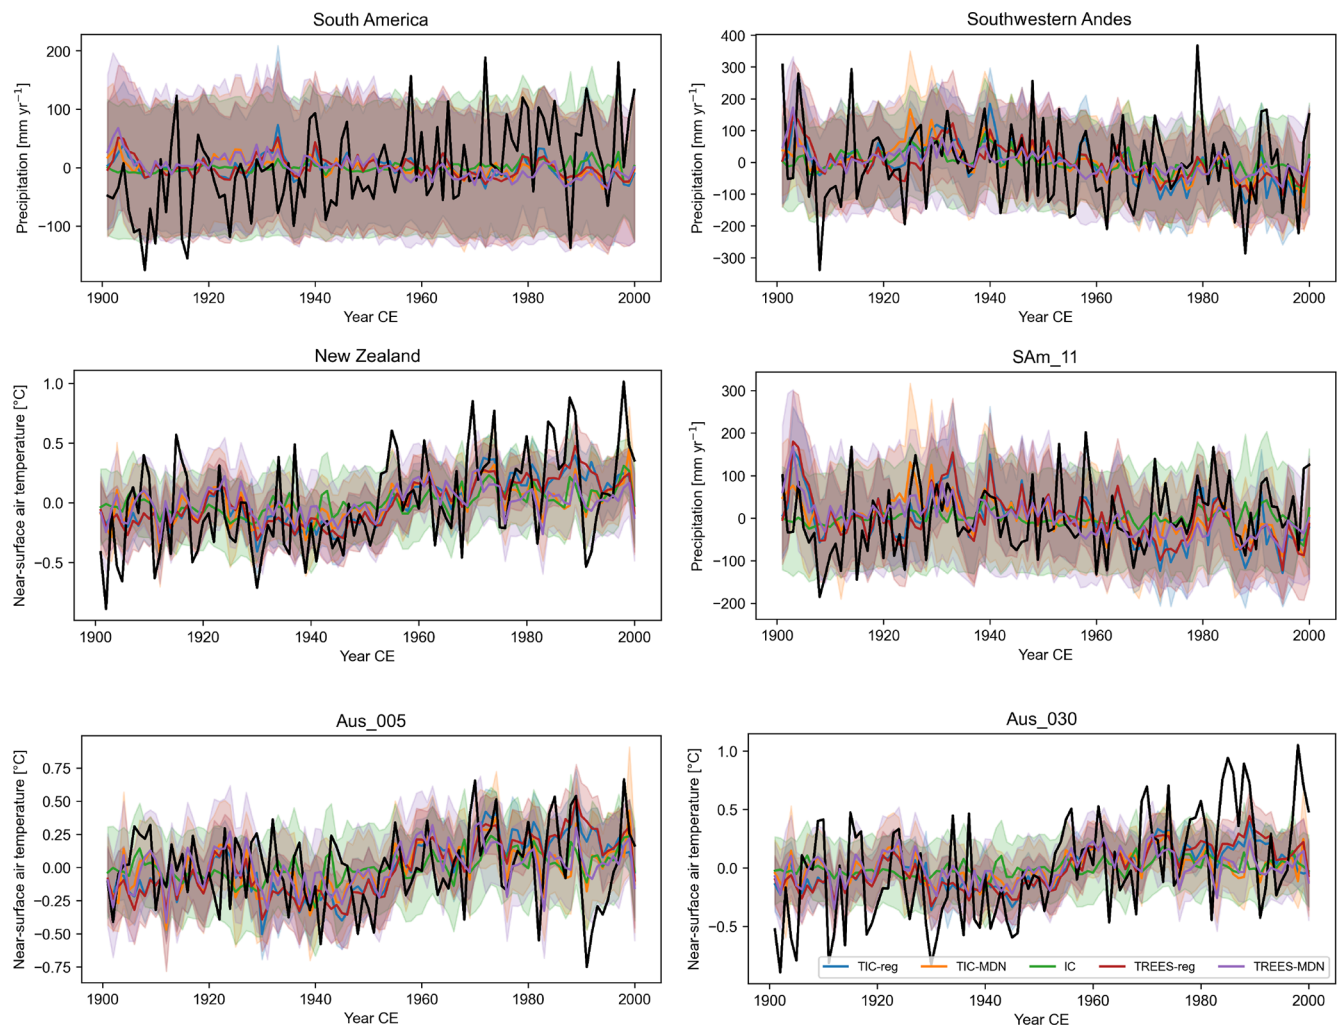 South America
Precipitation [mm yr⁻¹]
200
100
0
−100
1900 1920 1940 1960 1980 2000
Year CE
Southwestern Andes
Precipitation [mm yr⁻¹]
400
300
200
100
0
−100
−200
−300
1900 1920 1940 1960 1980 2000
Year CE
New Zealand
Near-surface air temperature [°C]
1.0
0.5
0.0
−0.5
1900 1920 1940 1960 1980 2000
Year CE
SAm_11
Precipitation [mm yr⁻¹]
300
200
100
0
−100
−200
1900 1920 1940 1960 1980 2000
Year CE
Aus_005
Near-surface air temperature [°C]
0.75
0.50
0.25
0.00
−0.25
−0.50
−0.75
1900 1920 1940 1960 1980 2000
Year CE
Aus_030
Near-surface air temperature [°C]
1.0
0.5
0.0
−0.5
TIC-reg TIC-MDN IC TREES-reg TREES-MDN
1900 1920 1940 1960 1980 2000
Year CE